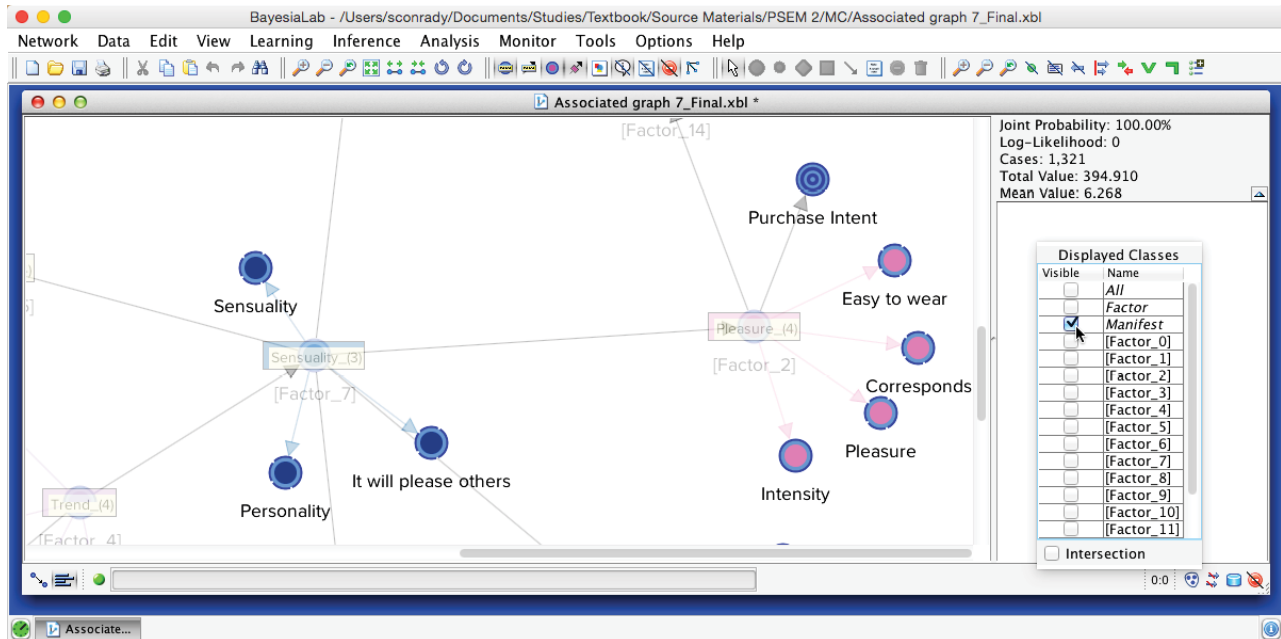 BayesiaLab - /Users/sconrady/Documents/Studies/Textbook/Source Materials/PSEM 2/MC/Associated graph 7_Final.xbl
Network Data Edit View Learning Inference Analysis Monitor Tools Options Help
Associated graph 7_Final.xbl *
[Factor_14]
Purchase Intent
Easy to wear
Sensuality
Pleasure_(4)
Sensuality_(3)
[Factor_2]
Corresponds
[Factor_7]
Pleasure
It will please others
Intensity
Personality
Trend_(4)
[Factor_4]
Joint Probability: 100.00%
Log-Likelihood: 0
Cases: 1,321
Total Value: 394.910
Mean Value: 6.268
Displayed Classes
Visible Name
All
Factor
Manifest
[Factor_0]
[Factor_1]
[Factor_2]
[Factor_3]
[Factor_4]
[Factor_5]
[Factor_6]
[Factor_7]
[Factor_8]
[Factor_9]
[Factor_10]
[Factor_11]
Intersection
0:0
Associate...